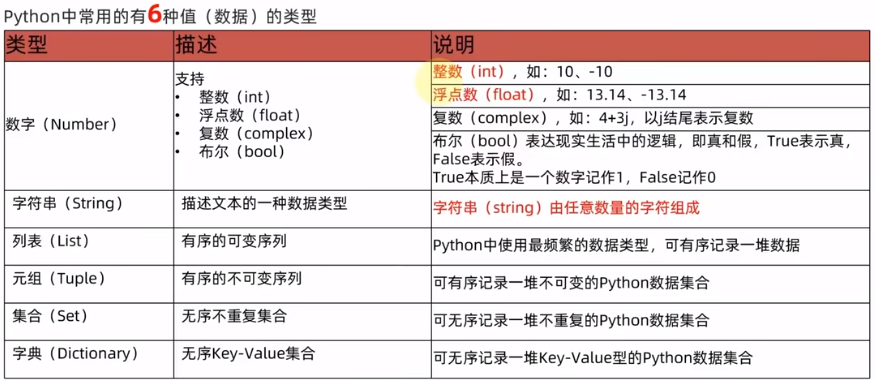 Python中常用的有6种值（数据）的类型
类型 描述 说明
数字（Number）
支持
• 整数（int）
• 浮点数（float）
• 复数（complex）
• 布尔（bool）
整数（int），如：10、-10
浮点数（float），如：13.14、-13.14
复数（complex），如：4+3j，以j结尾表示复数
布尔（bool）表达现实生活中的逻辑，即真和假，True表示真，
False表示假。
True本质上是一个数字记作1，False记作0
字符串（String） 描述文本的一种数据类型 字符串（string）由任意数量的字符组成
列表（List） 有序的可变序列 Python中使用最频繁的数据类型，可有序记录一堆数据
元组（Tuple） 有序的不可变序列 可有序记录一堆不可变的Python数据集合
集合（Set） 无序不重复集合 可无序记录一堆不重复的Python数据集合
字典（Dictionary） 无序Key-Value集合 可无序记录一堆Key-Value型的Python数据集合